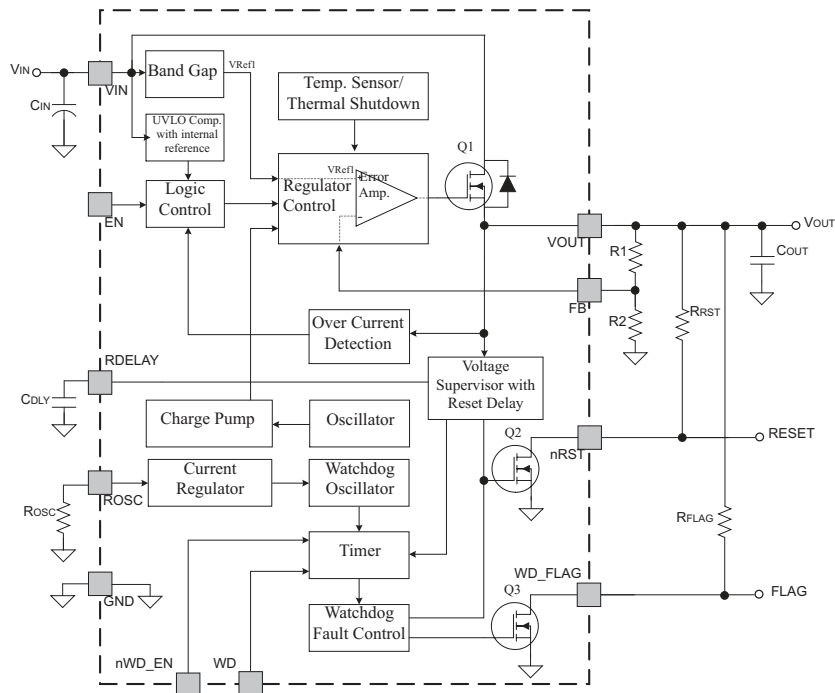 VIN
VIN
CIN
Band Gap
VRef1
Temp. Sensor/
Thermal Shutdown
UVLO Comp.
with internal
reference
Q1
VRef1
Error
Amp.
+
−
Regulator
Control
Logic
Control
EN
VOUT
VOUT
R1
COUT
FB
R2
RRST
Over Current
Detection
RDELAY
CDLY
Voltage
Supervisor with
Reset Delay
Charge Pump
Oscillator
Q2
nRST
RESET
Current
Regulator
Watchdog
Oscillator
ROSC
ROSC
RFLAG
Timer
WD_FLAG
FLAG
GND
Q3
Watchdog
Fault Control
nWD_EN
WD